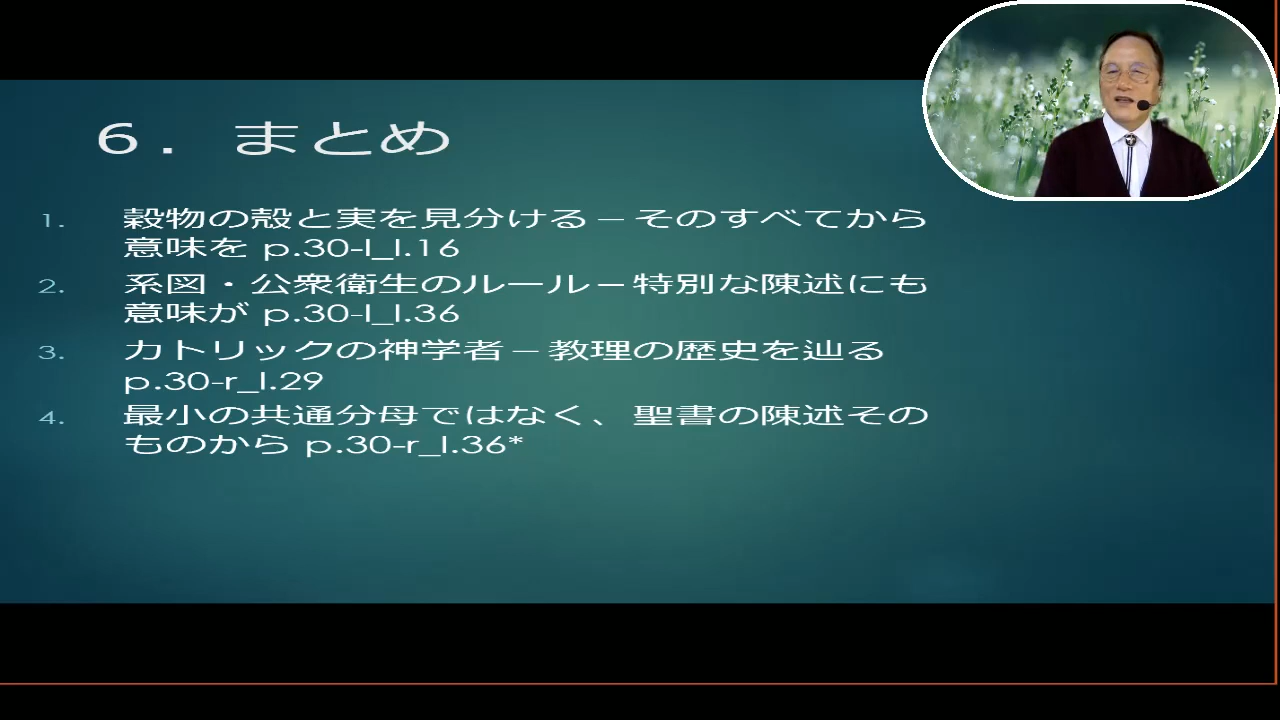 ６．まとめ
1. 穀物の殻と実を見分ける－そのすべてから
意味を p.30-l_l.16
2. 系図・公衆衛生のルール－特別な陳述にも
意味が p.30-l_l.36
3. カトリックの神学者－教理の歴史を辿る
p.30-r_l.29
4. 最小の共通分母ではなく、聖書の陳述その
ものから p.30-r_l.36*